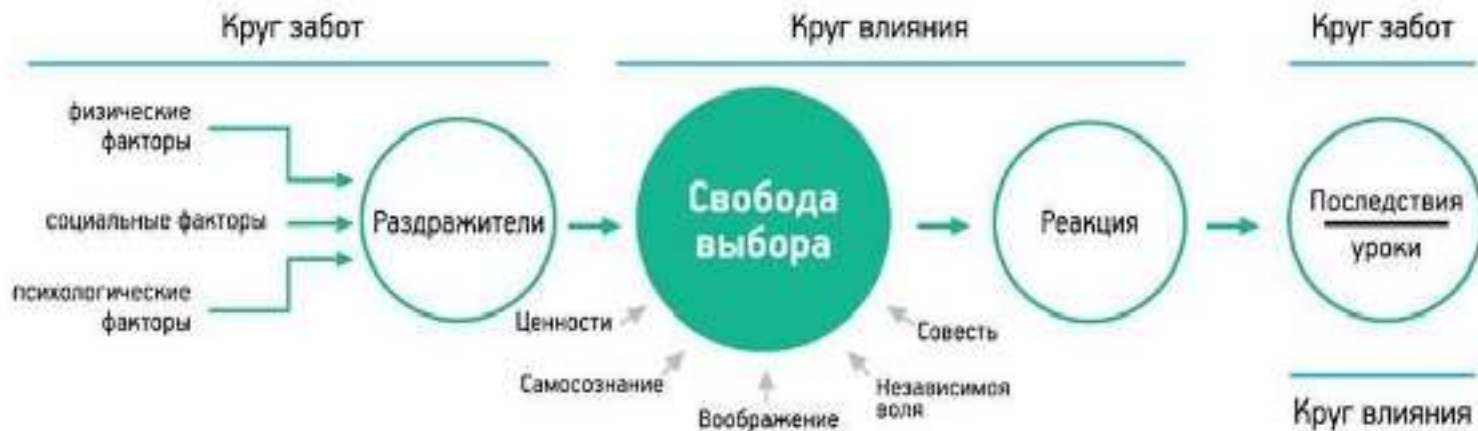 Круг забот
Круг влияния
Круг забот
физические
факторы
социальные факторы
психологические
факторы
Раздражители
Свобода
выбора
Реакция
Последствия
уроки
Ценности
Самосознание
Воображение
Независимоя
воля
Совесть
Круг влияния